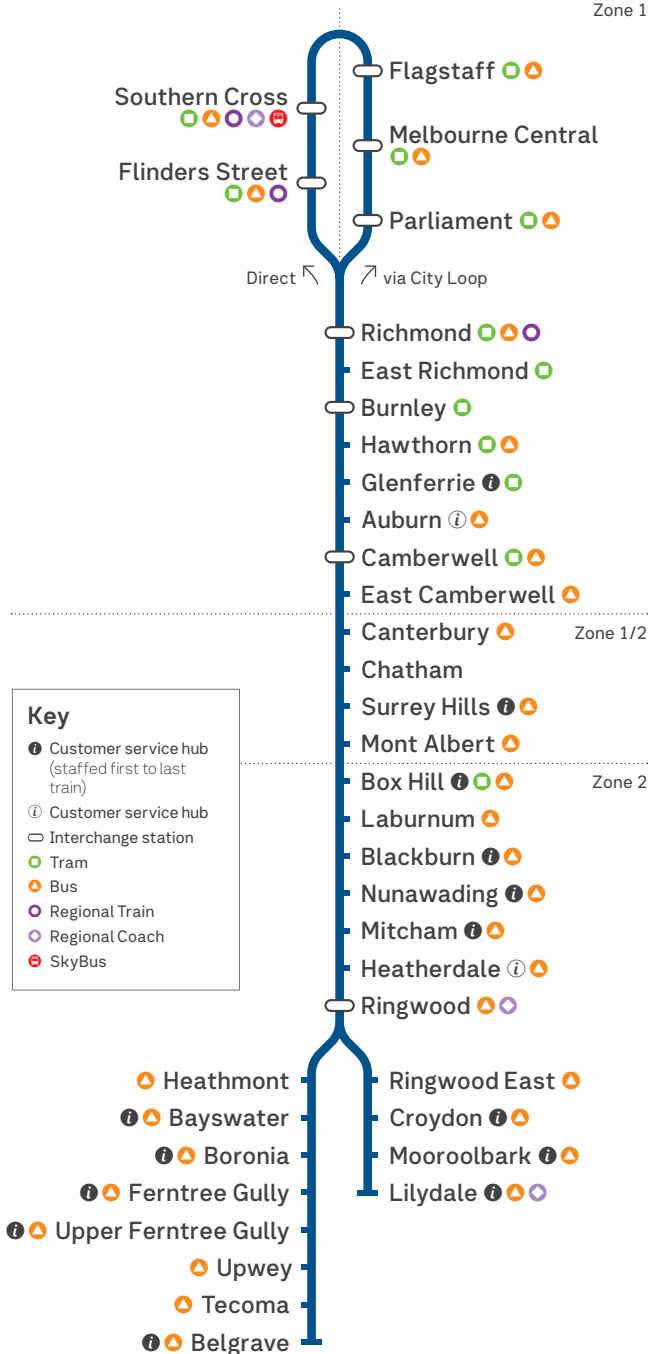 Zone 1
Flagstaff
Southern Cross
Melbourne Central
Flinders Street
Parliament
Direct
via City Loop
Richmond
East Richmond
Burnley
Hawthorn
Glenferrie i
Auburn i
Camberwell
East Camberwell
Canterbury
Zone 1/2
Chatham
Surrey Hills i
Mont Albert
Key
i Customer service hub
(staffed first to last
train)
i Customer service hub
Interchange station
Tram
Bus
Regional Train
Regional Coach
SkyBus
Box Hill i
Zone 2
Laburnum
Blackburn i
Nunawading i
Mitcham i
Heatherdale i
Ringwood
Heathmont
i Bayswater
i Boronia
i Ferntree Gully
i Upper Ferntree Gully
Upwey
Tecoma
i Belgrave
Ringwood East
Croydon i
Mooroolbark i
Lilydale i